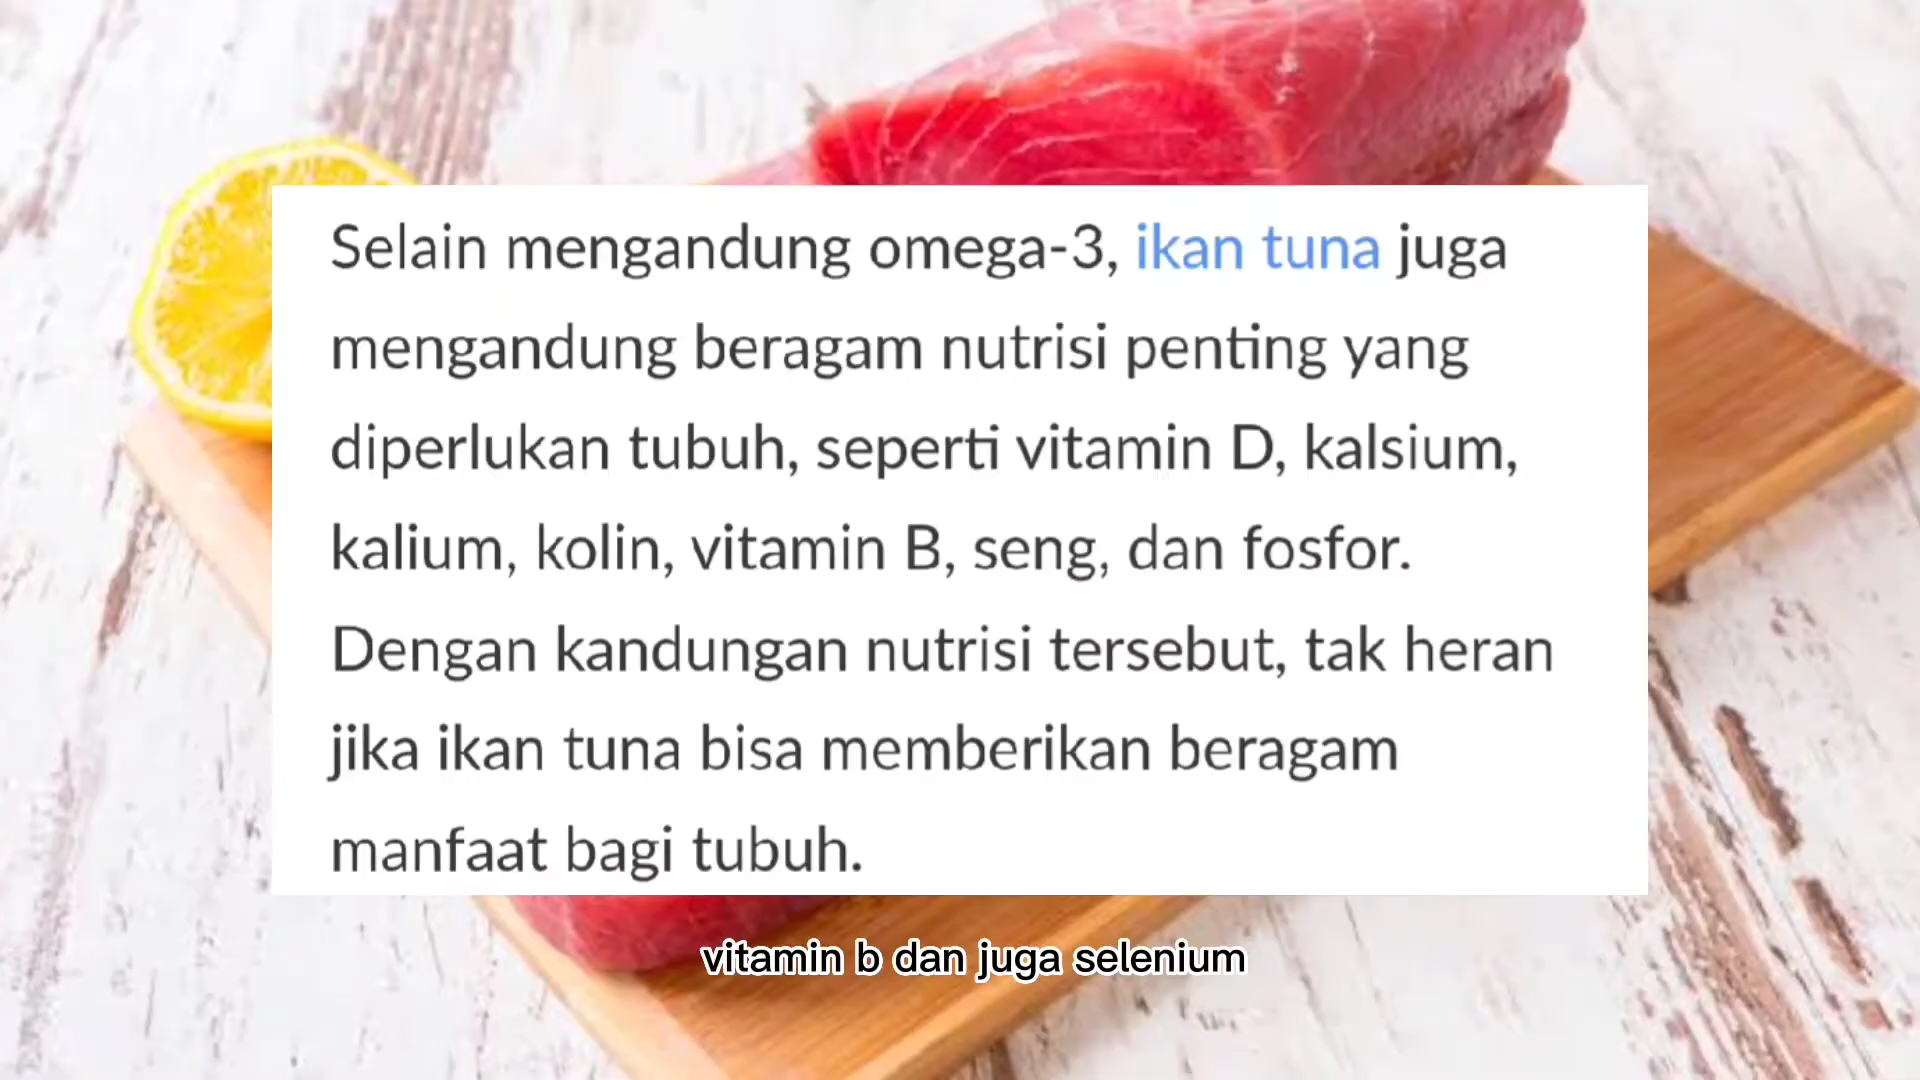 Selain mengandung omega-3, ikan tuna juga
mengandung beragam nutrisi penting yang
diperlukan tubuh, seperti vitamin D, kalsium,
kalium, kolin, vitamin B, seng, dan fosfor.
Dengan kandungan nutrisi tersebut, tak heran
jika ikan tuna bisa memberikan beragam
manfaat bagi tubuh.
vitamin b dan juga selenium